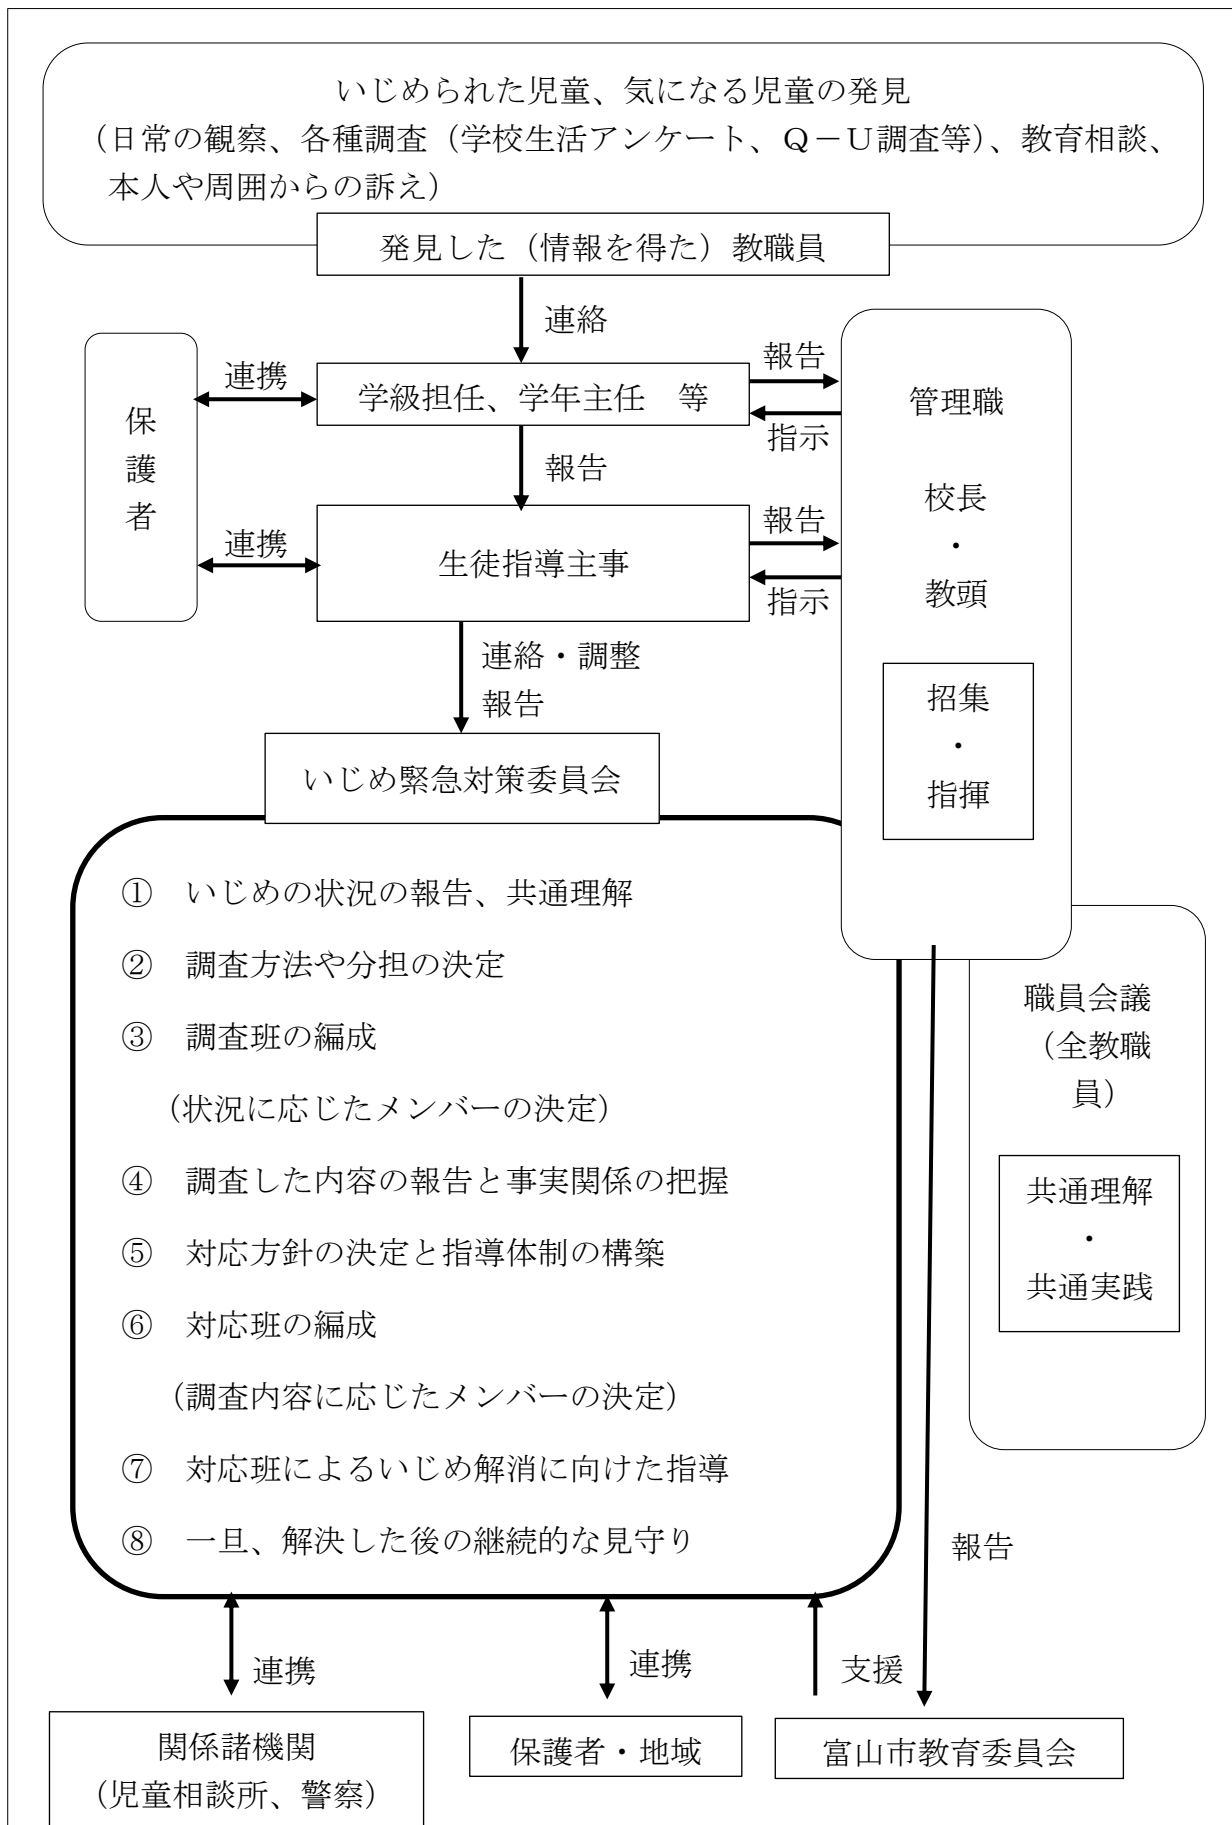 いじめられた児童、気になる児童の発見
（日常の観察、各種調査（学校生活アンケート、Ｑ－Ｕ調査等）、教育相談、
本人や周囲からの訴え）
発見した（情報を得た）教職員
連絡
保護者
連携
学級担任、学年主任　等
報告
指示
管理職
校長
・
教頭
招集
・
指揮
報告
連携
生徒指導主事
報告
指示
連絡・調整
報告
いじめ緊急対策委員会
①　いじめの状況の報告、共通理解
②　調査方法や分担の決定
③　調査班の編成
（状況に応じたメンバーの決定）
④　調査した内容の報告と事実関係の把握
⑤　対応方針の決定と指導体制の構築
⑥　対応班の編成
（調査内容に応じたメンバーの決定）
⑦　対応班によるいじめ解消に向けた指導
⑧　一旦、解決した後の継続的な見守り
職員会議
（全教職
員）
共通理解
・
共通実践
報告
連携
連携
支援
関係諸機関
（児童相談所、警察）
保護者・地域
富山市教育委員会